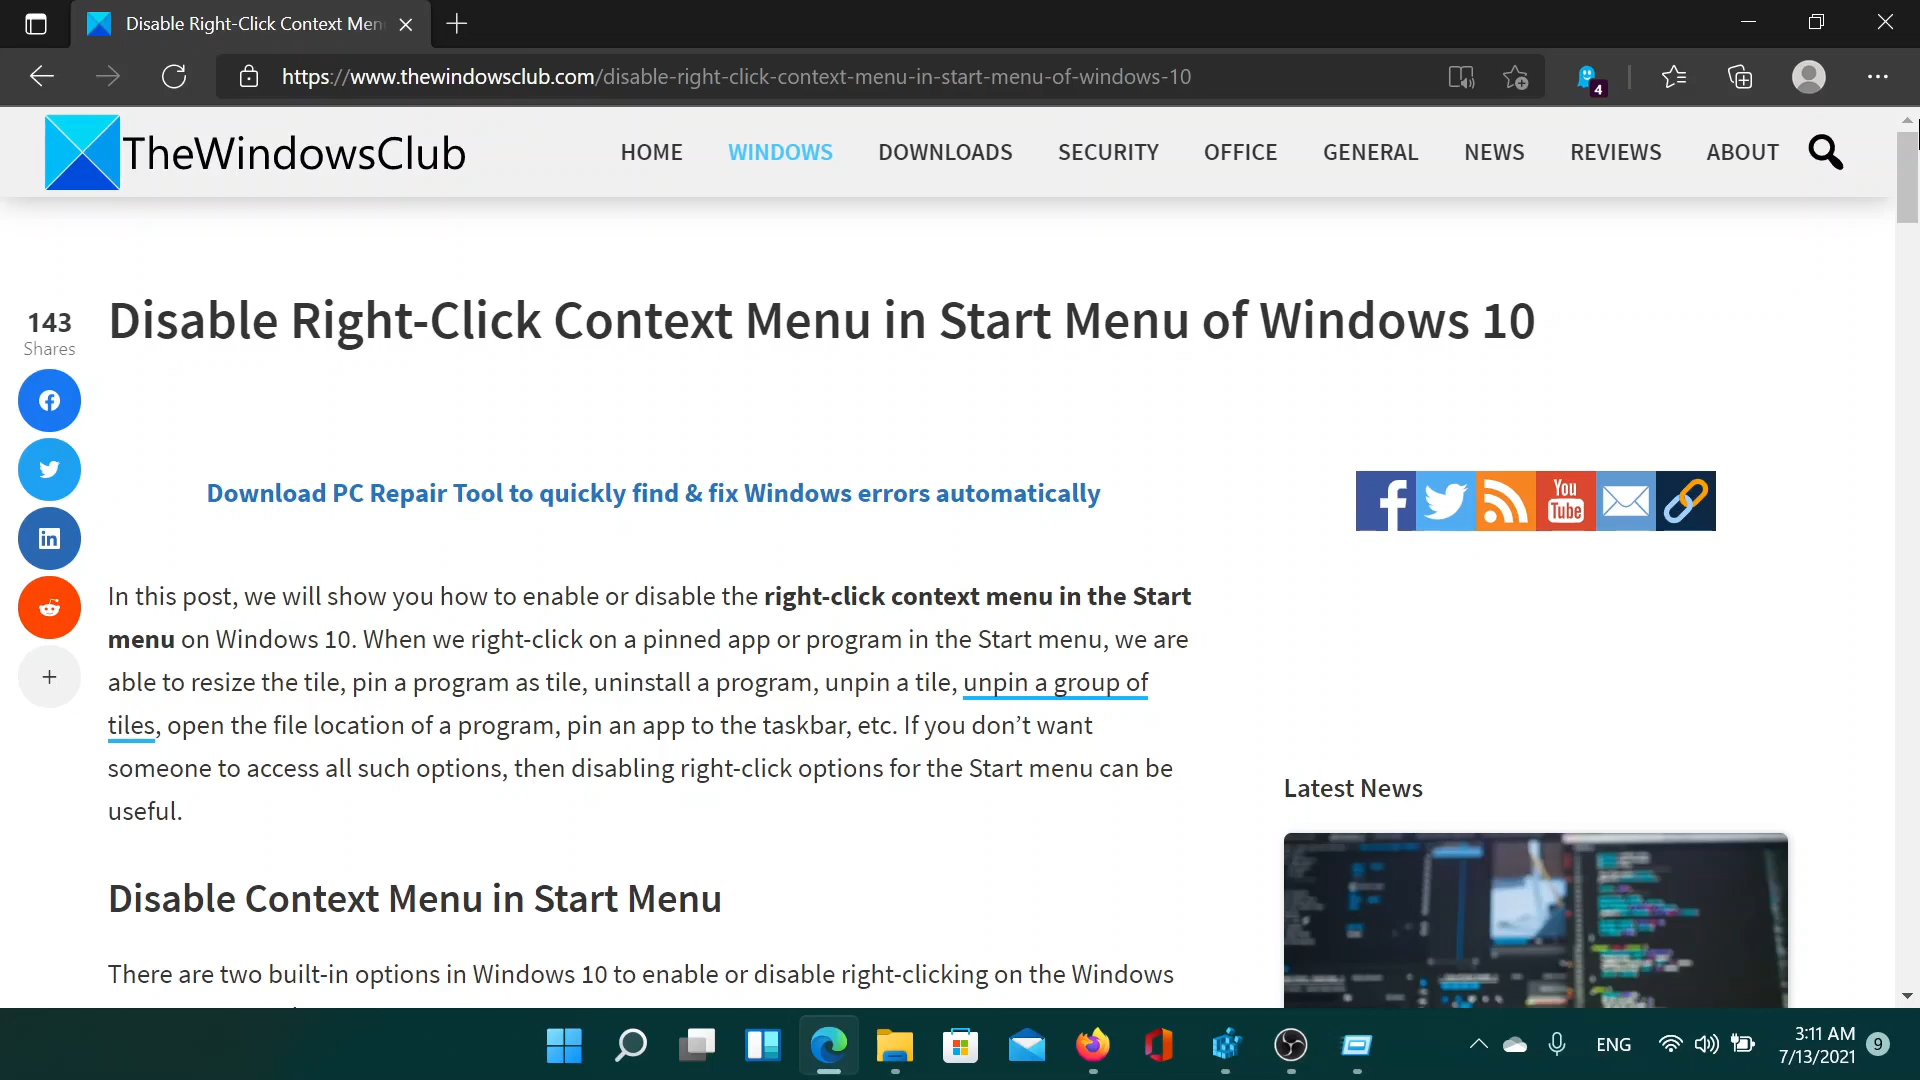 Disable Right-Click Context Men
https://www.thewindowsclub.com/disable-right-click-context-menu-in-start-menu-of-windows-10
4
TheWindowsClub
HOME WINDOWS DOWNLOADS SECURITY OFFICE GENERAL NEWS REVIEWS ABOUT
Disable Right-Click Context Menu in Start Menu of Windows 10
143
Shares
Download PC Repair Tool to quickly find & fix Windows errors automatically
You
Tube
In this post, we will show you how to enable or disable the right-click context menu in the Start
menu on Windows 10. When we right-click on a pinned app or program in the Start menu, we are
able to resize the tile, pin a program as tile, uninstall a program, unpin a tile, unpin a group of
tiles, open the file location of a program, pin an app to the taskbar, etc. If you don’t want
someone to access all such options, then disabling right-click options for the Start menu can be
useful.
Latest News
Disable Context Menu in Start Menu
There are two built-in options in Windows 10 to enable or disable right-clicking on the Windows
ENG
3:11 AM
7/13/2021
9